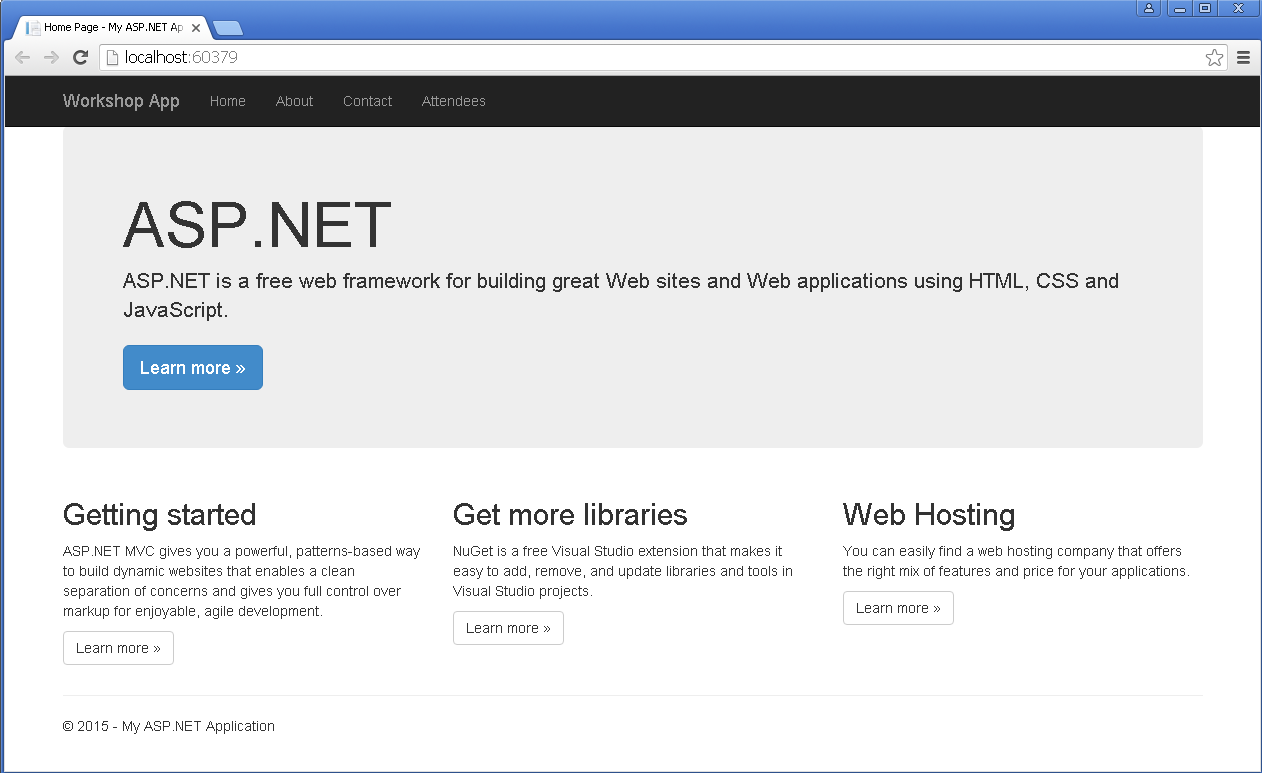 Home Page - My ASP.NET Ap
localhost:60379
Workshop App Home About Contact Attendees
ASP.NET
ASP.NET is a free web framework for building great Web sites and Web applications using HTML, CSS and
JavaScript.
Learn more »
Getting started
ASP.NET MVC gives you a powerful, patterns-based way
to build dynamic websites that enables a clean
separation of concerns and gives you full control over
markup for enjoyable, agile development.
Learn more »
Get more libraries
NuGet is a free Visual Studio extension that makes it
easy to add, remove, and update libraries and tools in
Visual Studio projects.
Learn more »
Web Hosting
You can easily find a web hosting company that offers
the right mix of features and price for your applications.
Learn more »
© 2015 - My ASP.NET Application